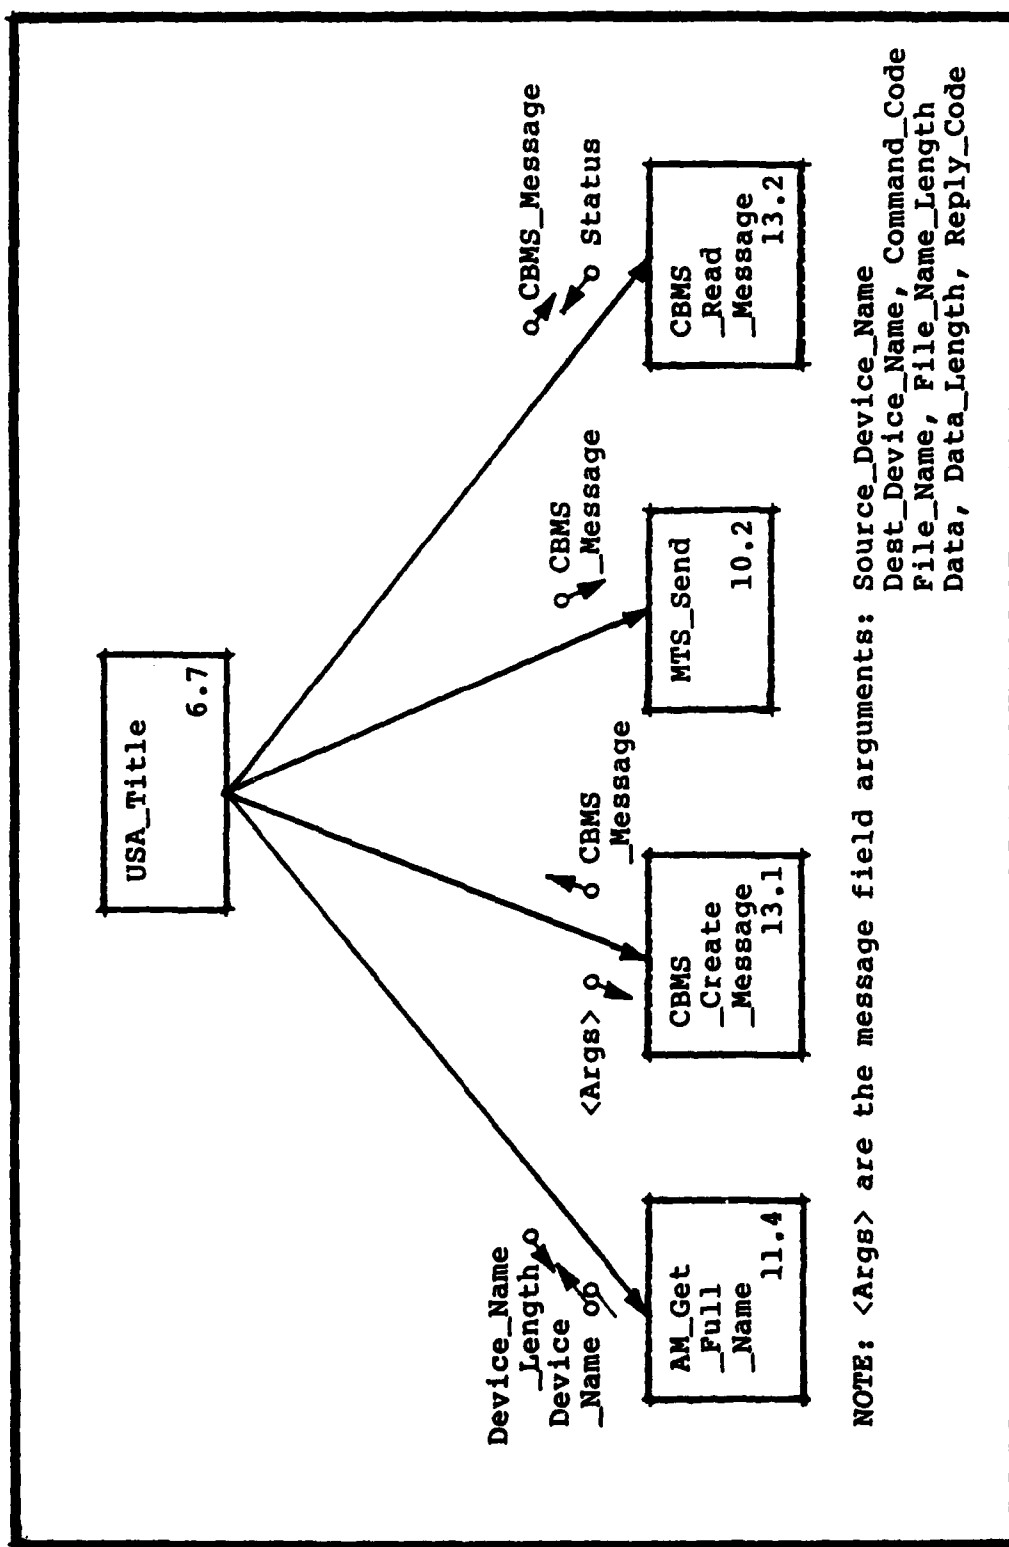 USA_Title
6.7
Device_Name
_Length
Device
_Name
<Args>
CBMS
_Message
CBMS
_Message
CBMS_Message
Status
AM_Get
_Full
_Name
11.4
CBMS
_Create
_Message
13.1
MTS_Send
10.2
CBMS
_Read
_Message
13.2
NOTE: <Args> are the message field arguments: Source_Device_Name
Dest_Device_Name, Command_Code
File_Name, File_Name_Length
Data, Data_Length, Reply_Code